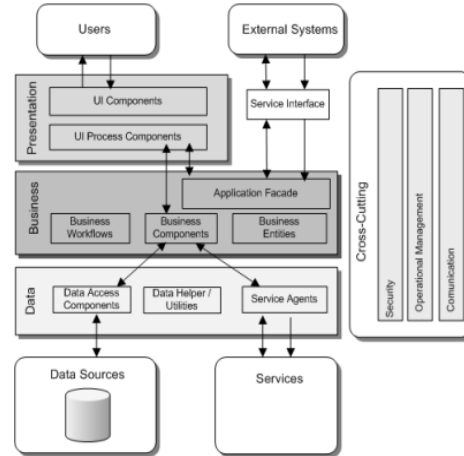 Users
External Systems
Presentation
UI Components
UI Process Components
Service Interface
Cross-Cutting
Security
Operational Management
Comunication
Business
Application Facade
Business
Workflows
Business
Components
Business
Entities
Data
Data Access
Components
Data Helper /
Utilities
Service Agents
Data Sources
Services